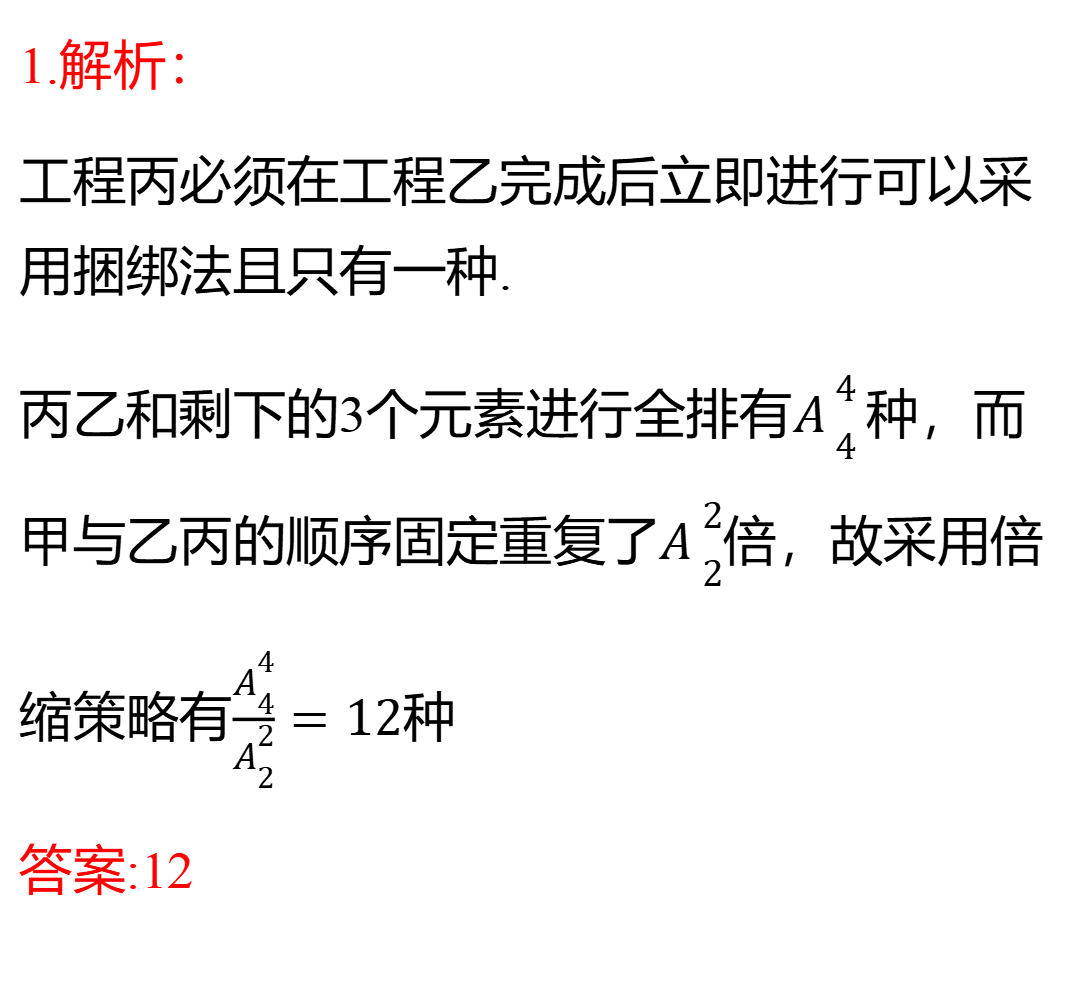 1.解析：
工程丙必须在工程乙完成后立即进行可以采
用捆绑法且只有一种.
丙乙和剩下的3个元素进行全排有A⁴₄种，而
甲与乙丙的顺序固定重复了A²₂倍，故采用倍
缩策略有A⁴₄/A²₂ = 12种
答案:12